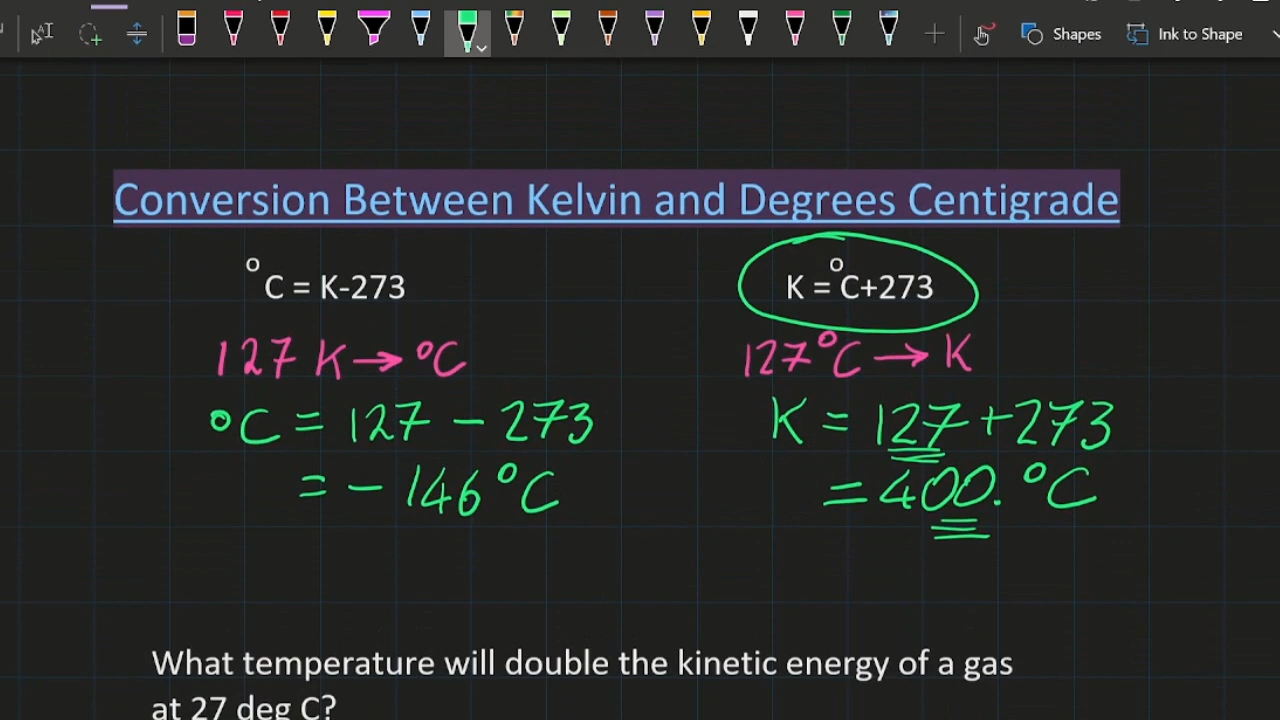 Shapes
Ink to Shape
Conversion Between Kelvin and Degrees Centigrade
°C = K-273
K = °C+273
127 K → °C
127°C → K
°C = 127 - 273
K = 127 + 273
= - 146 °C
= 400. °C
What temperature will double the kinetic energy of a gas
at 27 deg C?